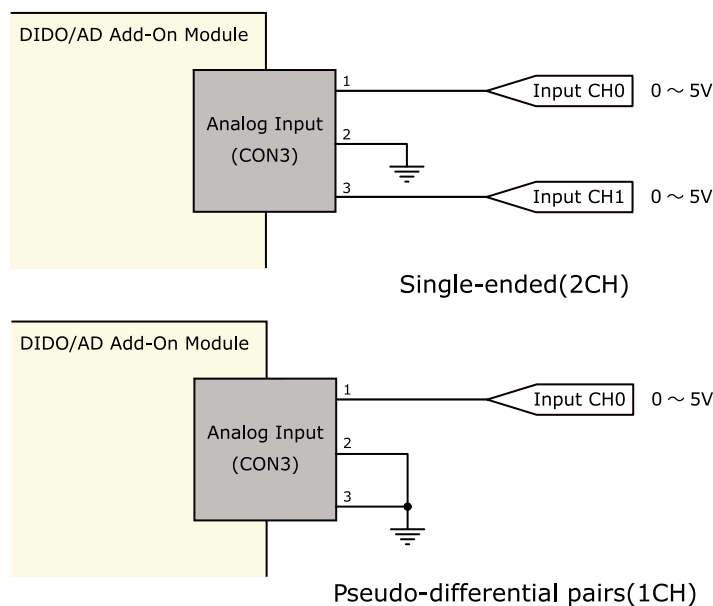 DIDO/AD Add-On Module
Analog Input
(CON3)
1
2
3
Input CH0 0 ～ 5V
Input CH1 0 ～ 5V
Single-ended(2CH)
DIDO/AD Add-On Module
Analog Input
(CON3)
1
2
3
Input CH0 0 ～ 5V
Pseudo-differential pairs(1CH)